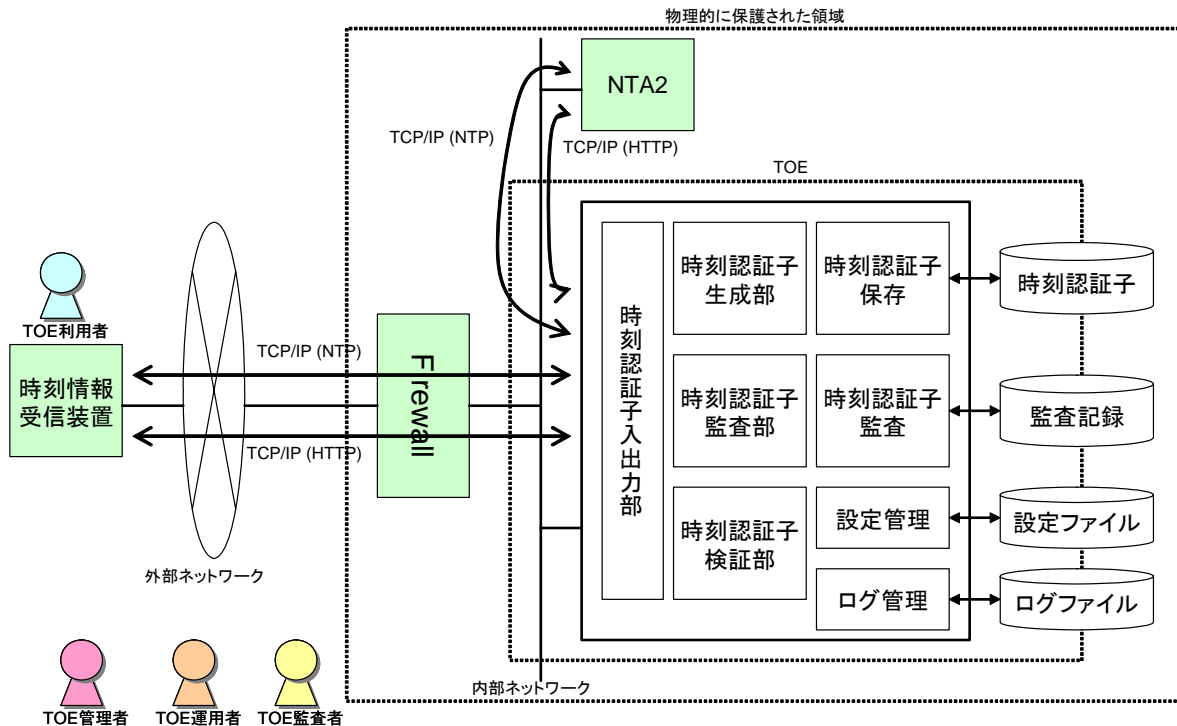 物理的に保護された領域
NTA2
TCP/IP (NTP)
TCP/IP (HTTP)
TOE
TOE利用者
時刻情報
受信装置
TCP/IP (NTP)
TCP/IP (HTTP)
外部ネットワーク
Firewall
時刻認証子入出力部
時刻認証子
生成部
時刻認証子
保存
時刻認証子
時刻認証子
監査部
時刻認証子
監査
監査記録
時刻認証子
検証部
設定管理
設定ファイル
ログ管理
ログファイル
内部ネットワーク
TOE管理者
TOE運用者
TOE監査者